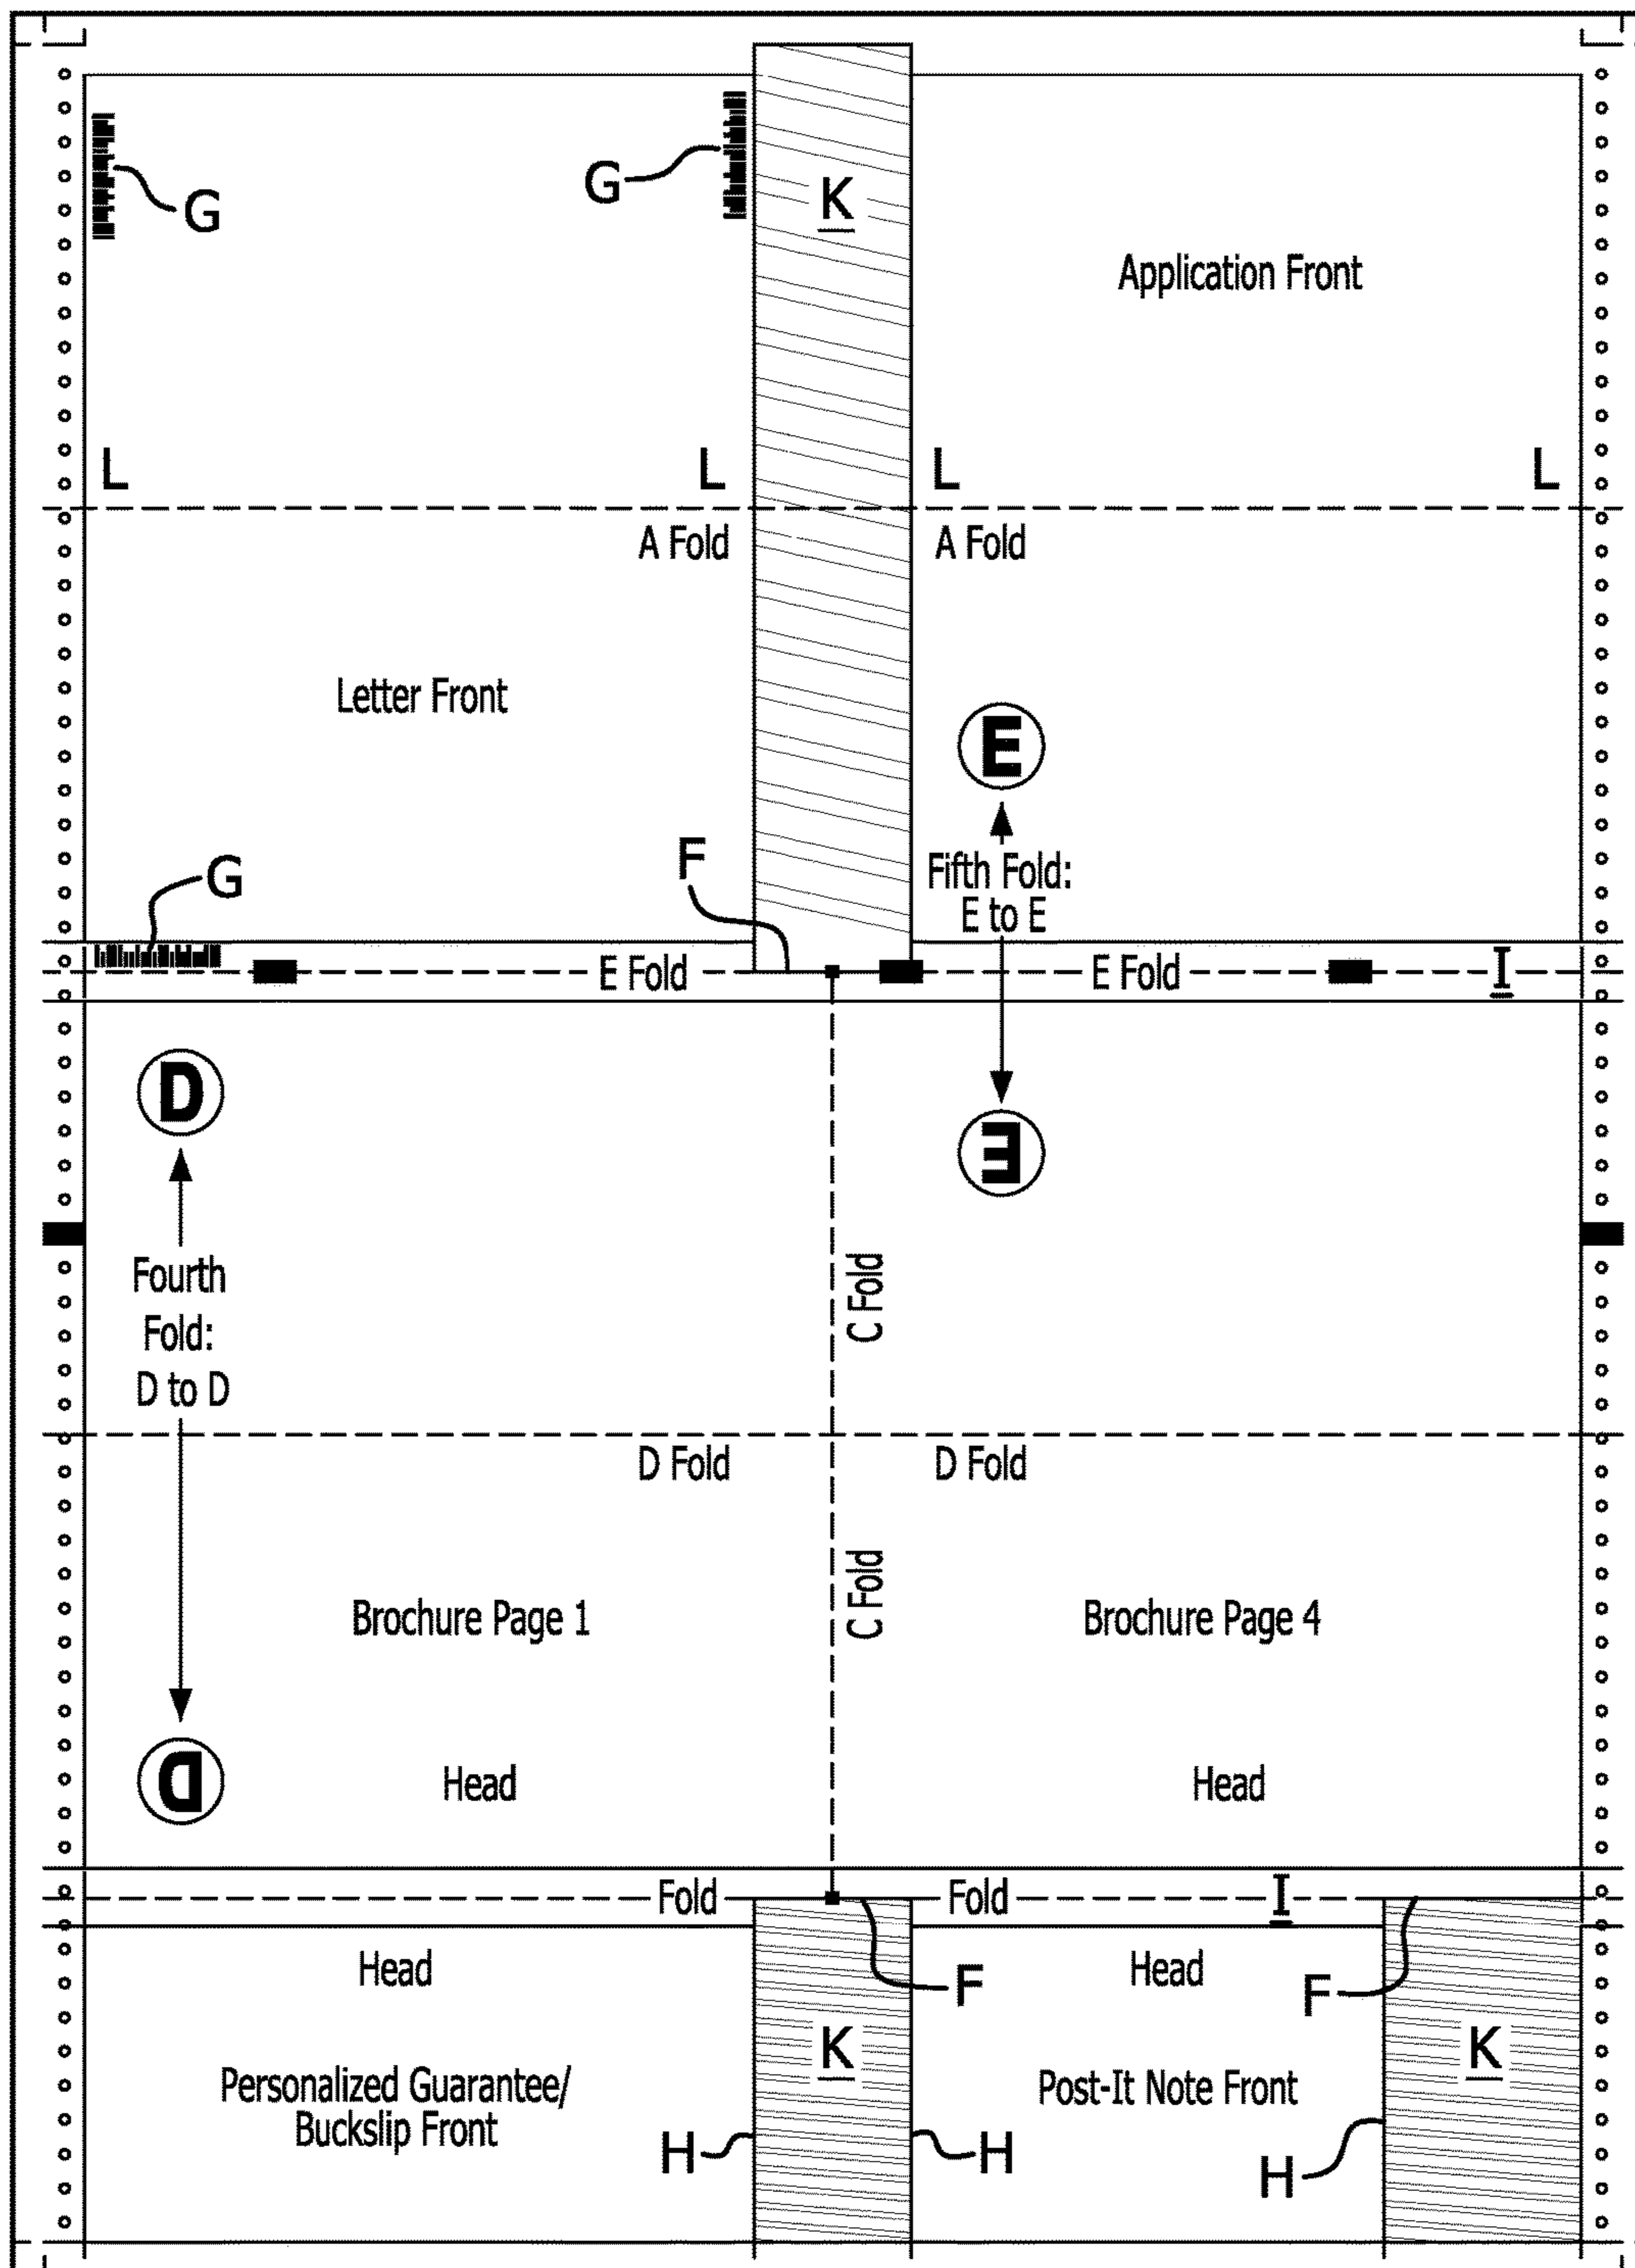 G
G
K
Application Front
L
L
L
L
A Fold
A Fold
Letter Front
E
F
G
Fifth Fold:
E to E
E Fold
E Fold
I
D
E
Fourth
Fold:
D to D
C Fold
D Fold
D Fold
C Fold
Brochure Page 1
Brochure Page 4
D
Head
Head
Fold
Fold
I
Head
F
Head
F
K
K
Personalized Guarantee/
Buckslip Front
Post-It Note Front
H
H
H